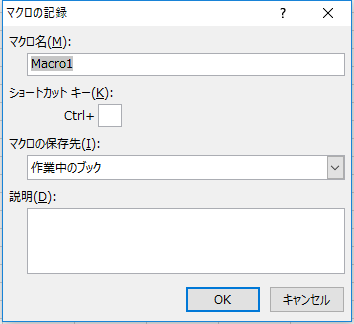 マクロの記録
?
マクロ名(M):
Macro1
ショートカット キー(K):
Ctrl+
マクロの保存先(I):
作業中のブック
説明(D):
OK
キャンセル